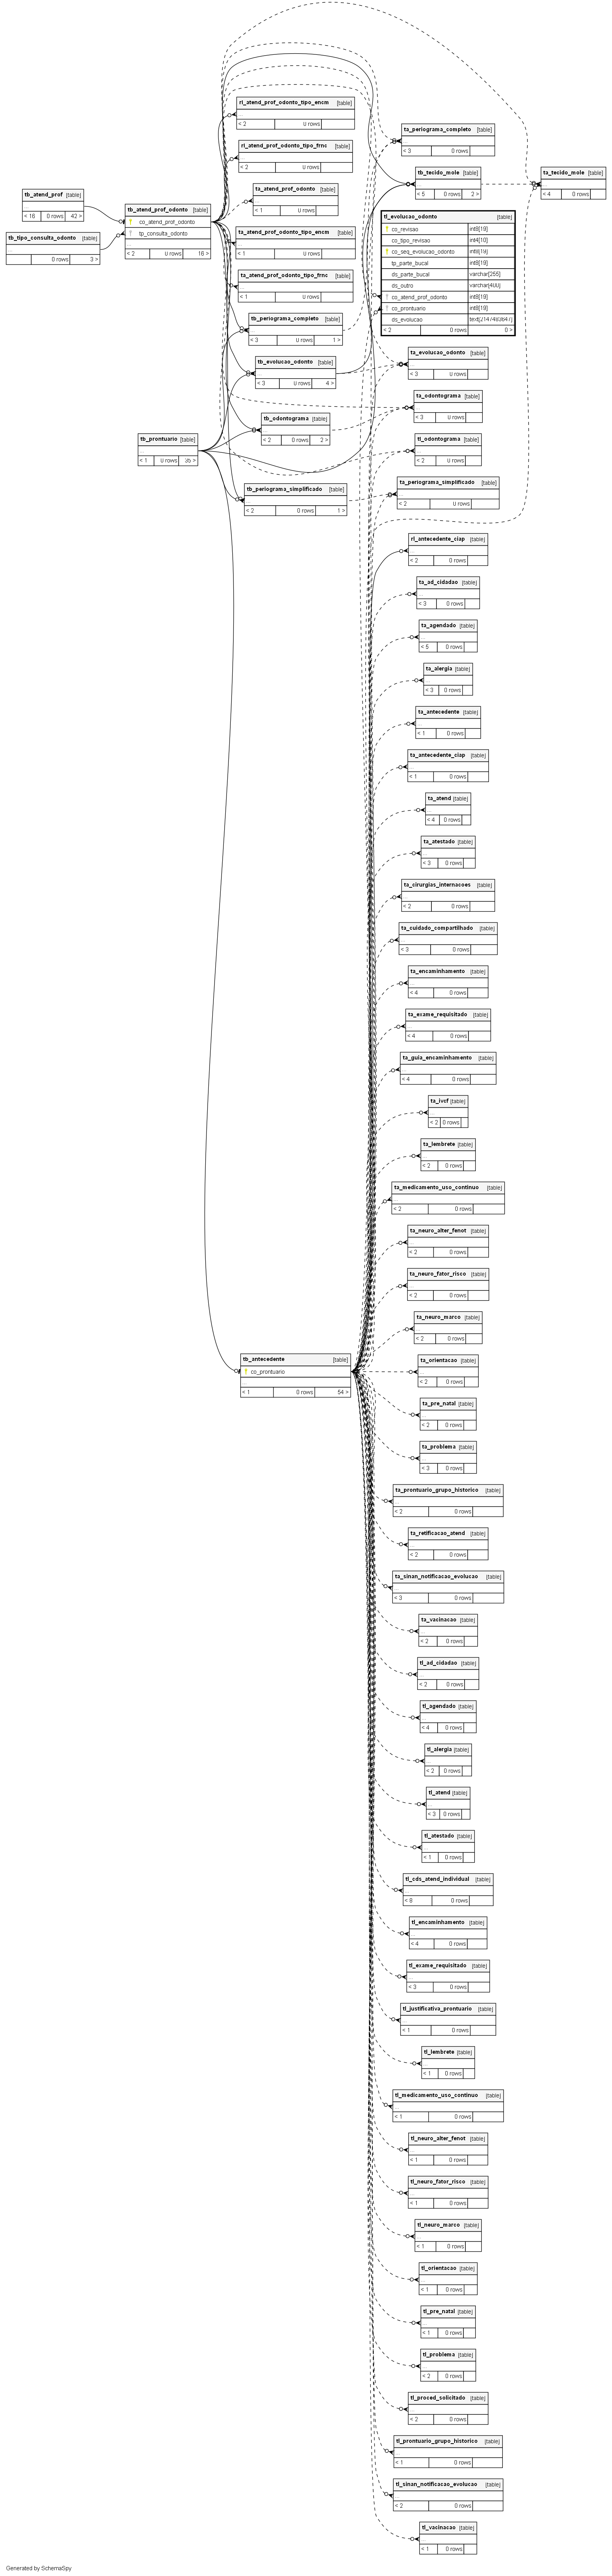 rl_atend_prof_odonto_tipo_encm [table]
...
< 2 0 rows
rl_atend_prof_odonto_tipo_frnc [table]
...
< 2 0 rows
ta_atend_prof_odonto [table]
...
< 1 0 rows
ta_atend_prof_odonto_tipo_encm [table]
...
< 1 0 rows
ta_atend_prof_odonto_tipo_frnc [table]
...
< 1 0 rows
tb_atend_prof [table]
...
< 16 0 rows 42 >
tb_tipo_consulta_odonto [table]
...
0 rows 3 >
tb_atend_prof_odonto [table]
co_atend_prof_odonto
tp_consulta_odonto
...
< 2 0 rows 16 >
tb_periograma_completo [table]
...
< 3 0 rows 1 >
tb_evolucao_odonto [table]
...
< 3 0 rows 4 >
tb_odontograma [table]
...
< 2 0 rows 2 >
tb_prontuario [table]
...
< 1 0 rows 36 >
tb_periograma_simplificado [table]
...
< 2 0 rows 1 >
ta_periograma_completo [table]
...
< 3 0 rows
tb_tecido_mole [table]
...
< 5 0 rows 2 >
ta_tecido_mole [table]
...
< 4 0 rows
tl_evolucao_odonto [table]
co_revisao int8[19]
co_tipo_revisao int4[10]
co_seq_evolucao_odonto int8[19]
tp_parte_bucal int8[19]
ds_parte_bucal varchar[255]
ds_outro varchar[400]
co_atend_prof_odonto int8[19]
co_prontuario int8[19]
ds_evolucao text[2147483647]
< 2 0 rows 0 >
ta_evolucao_odonto [table]
...
< 3 0 rows
ta_odontograma [table]
...
< 3 0 rows
tl_odontograma [table]
...
< 2 0 rows
ta_periograma_simplificado [table]
...
< 2 0 rows
rl_antecedente_ciap [table]
...
< 2 0 rows
ta_ad_cidadao [table]
...
< 3 0 rows
ta_agendado [table]
...
< 5 0 rows
ta_alergia [table]
...
< 3 0 rows
ta_antecedente [table]
...
< 1 0 rows
ta_antecedente_ciap [table]
...
< 1 0 rows
ta_atend [table]
...
< 4 0 rows
ta_atestado [table]
...
< 3 0 rows
ta_cirurgias_internacoes [table]
...
< 2 0 rows
ta_cuidado_compartilhado [table]
...
< 3 0 rows
ta_encaminhamento [table]
...
< 4 0 rows
ta_exame_requisitado [table]
...
< 4 0 rows
ta_guia_encaminhamento [table]
...
< 4 0 rows
ta_ivcf [table]
...
< 2 0 rows
ta_lembrete [table]
...
< 2 0 rows
ta_medicamento_uso_continuo [table]
...
< 2 0 rows
ta_neuro_alter_fenot [table]
...
< 2 0 rows
ta_neuro_fator_risco [table]
...
< 2 0 rows
ta_neuro_marco [table]
...
< 2 0 rows
tb_antecedente [table]
co_prontuario
...
< 1 0 rows 54 >
ta_orientacao [table]
...
< 2 0 rows
ta_pre_natal [table]
...
< 2 0 rows
ta_problema [table]
...
< 3 0 rows
ta_prontuario_grupo_historico [table]
...
< 2 0 rows
ta_retificacao_atend [table]
...
< 2 0 rows
ta_sinan_notificacao_evolucao [table]
...
< 3 0 rows
ta_vacinacao [table]
...
< 2 0 rows
tl_ad_cidadao [table]
...
< 2 0 rows
tl_agendado [table]
...
< 4 0 rows
tl_alergia [table]
...
< 2 0 rows
tl_atend [table]
...
< 3 0 rows
tl_atestado [table]
...
< 1 0 rows
tl_cds_atend_individual [table]
...
< 8 0 rows
tl_encaminhamento [table]
...
< 4 0 rows
tl_exame_requisitado [table]
...
< 3 0 rows
tl_justificativa_prontuario [table]
...
< 1 0 rows
tl_lembrete [table]
...
< 1 0 rows
tl_medicamento_uso_continuo [table]
...
< 1 0 rows
tl_neuro_alter_fenot [table]
...
< 1 0 rows
tl_neuro_fator_risco [table]
...
< 1 0 rows
tl_neuro_marco [table]
...
< 1 0 rows
tl_orientacao [table]
...
< 1 0 rows
tl_pre_natal [table]
...
< 1 0 rows
tl_problema [table]
...
< 2 0 rows
tl_proced_solicitado [table]
...
< 2 0 rows
tl_prontuario_grupo_historico [table]
...
< 1 0 rows
tl_sinan_notificacao_evolucao [table]
...
< 2 0 rows
tl_vacinacao [table]
...
< 1 0 rows
Generated by SchemaSpy